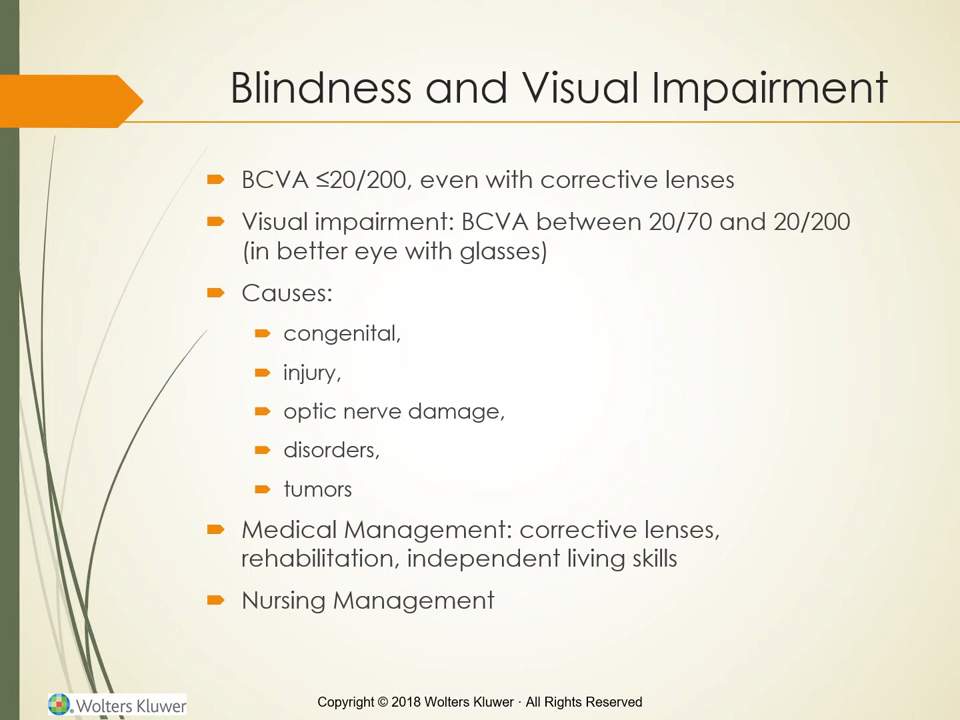 Blindness and Visual Impairment
BCVA ≤20/200, even with corrective lenses
Visual impairment: BCVA between 20/70 and 20/200
(in better eye with glasses)
Causes:
congenital,
injury,
optic nerve damage,
disorders,
tumors
Medical Management: corrective lenses,
rehabilitation, independent living skills
Nursing Management
Wolters Kluwer
Copyright © 2018 Wolters Kluwer · All Rights Reserved